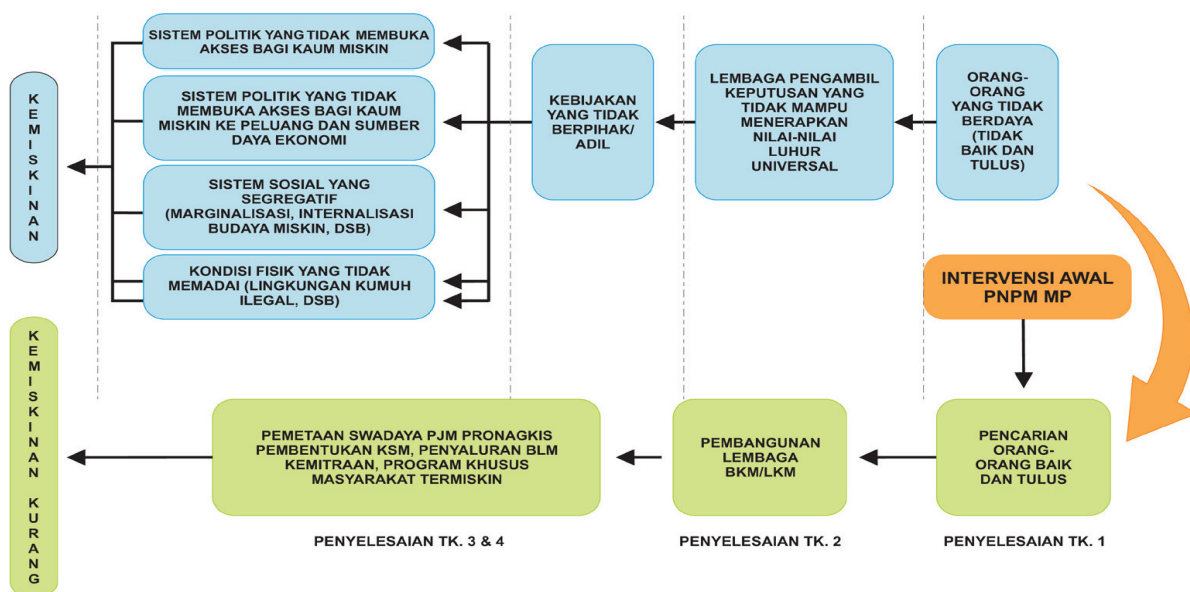 KEMISKINAN
SISTEM POLITIK YANG TIDAK MEMBUKA
AKSES BAGI KAUM MISKIN
SISTEM POLITIK YANG TIDAK
MEMBUKA AKSES BAGI KAUM
MISKIN KE PELUANG DAN SUMBER
DAYA EKONOMI
SISTEM SOSIAL YANG
SEGREGATIF
(MARGINALISASI, INTERNALISASI
BUDAYA MISKIN, DSB)
KONDISI FISIK YANG TIDAK
MEMADAI (LINGKUNGAN KUMUH
ILEGAL, DSB)
KEBIJAKAN
YANG TIDAK
BERPIHAK/
ADIL
LEMBAGA PENGAMBIL
KEPUTUSAN YANG
TIDAK MAMPU
MENERAPKAN
NILAI-NILAI
LUHUR
UNIVERSAL
ORANG-
ORANG
YANG TIDAK
BERDAYA
(TIDAK
BAIK DAN
TULUS)
INTERVENSI AWAL
PNPM MP
KEMISKINAN KURANG
PEMETAAN SWADAYA PJM PRONAGKIS
PEMBENTUKAN KSM, PENYALURAN BLM
KEMITRAAN, PROGRAM KHUSUS
MASYARAKAT TERMISKIN
PEMBANGUNAN
LEMBAGA
BKM/LKM
PENCARIAN
ORANG-
ORANG BAIK
DAN TULUS
PENYELESAIAN TK. 3 & 4
PENYELESAIAN TK. 2
PENYELESAIAN TK. 1